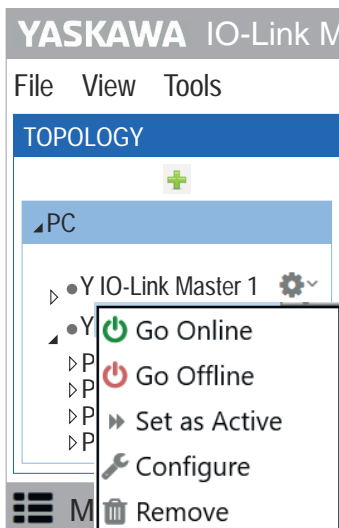 YASKAWA IO-Link M
File View Tools
TOPOLOGY
PC
Y IO-Link Master 1
Y
Go Online
P
Go Offline
P
P
Set as Active
P
Configure
M
Remove